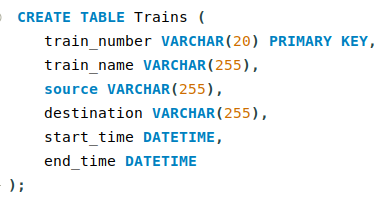 CREATE TABLE Trains (
train_number VARCHAR(20) PRIMARY KEY,
train_name VARCHAR(255),
source VARCHAR(255),
destination VARCHAR(255),
start_time DATETIME,
end_time DATETIME
);